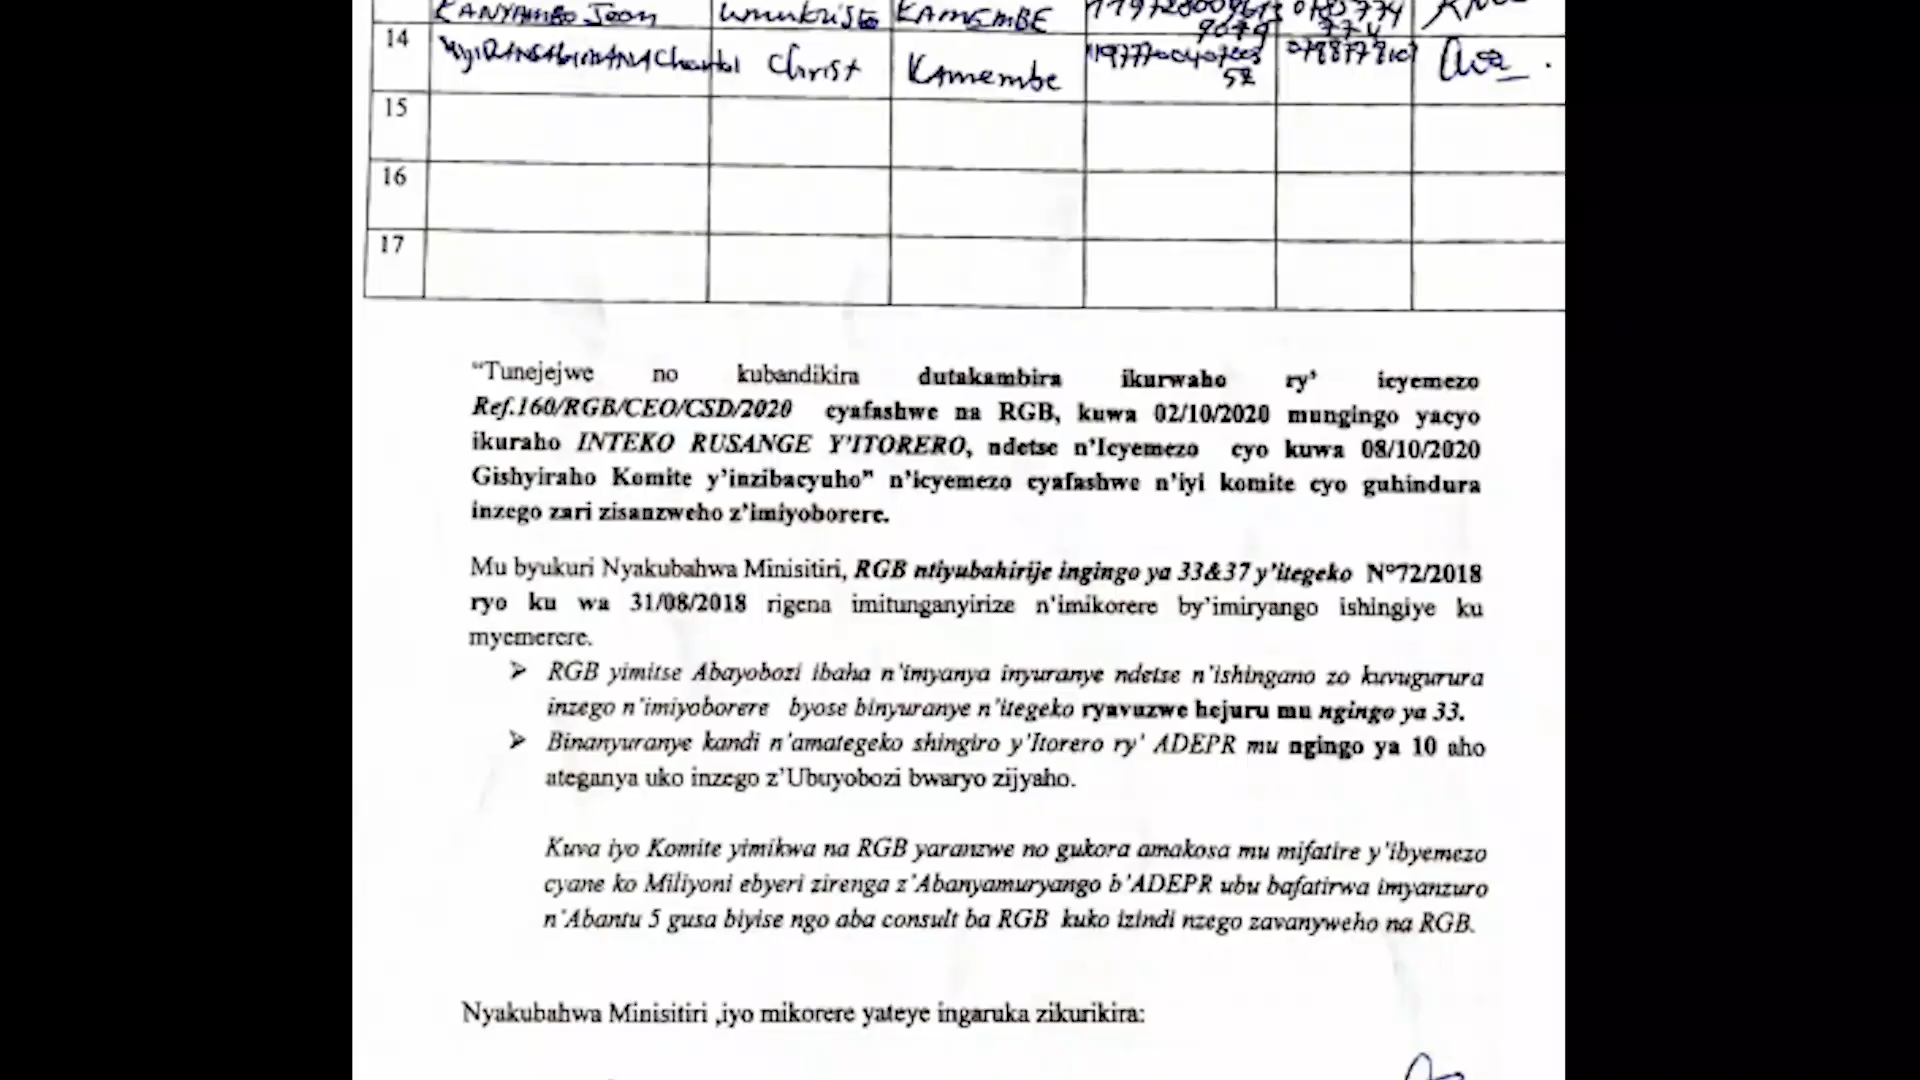 KANYAMBO Jean umukristo KAMEMBE
14 Chantal Christ Kamembe
15
16
17
“Tunejejwe no kubandikira dutakambira ikurwaho ry’ icyemezo
Ref.160/RGB/CEO/CSD/2020 cyafashwe na RGB, kuwa 02/10/2020 mungingo yacyo
ikuraho INTEKO RUSANGE Y’ITORERO, ndetse n’Icyemezo cyo kuwa 08/10/2020
Gishyiraho Komite y’inzibacyuho” n’icyemezo cyafashwe n’iyi komite cyo guhindura
inzego zari zisanzweho z’imiyoborere.
Mu byukuri Nyakubahwa Minisitiri, RGB ntiyubahirije ingingo ya 33&37 y’itegeko N°72/2018
ryo ku wa 31/08/2018 rigena imitunganyirize n’imikorere by’imiryango ishingiye ku
myemerere.
➢ RGB yimitse Abayobozi ibaha n’imyanya inyuranye ndetse n’ishingano zo kuvugurura
inzego n’imiyoborere byose binyuranye n’itegeko ryavuzwe hejuru mu ngingo ya 33.
➢ Binanyuranye kandi n’amategeko shingiro y’Itorero ry’ ADEPR mu ngingo ya 10 aho
ateganya uko inzego z’Ubuyobozi bwaryo zijyaho.
Kuva iyo Komite yimikwa na RGB yaranzwe no gukora amakosa mu mifatire y’ibyemezo
cyane ko Miliyoni ebyeri zirenga z’Abanyamuryango b’ADEPR ubu bafatirwa imyanzuro
n’Abantu 5 gusa biyise ngo aba consult ba RGB kuko izindi nzego zavanyweho na RGB.
Nyakubahwa Minisitiri ,iyo mikorere yateye ingaruka zikurikira: